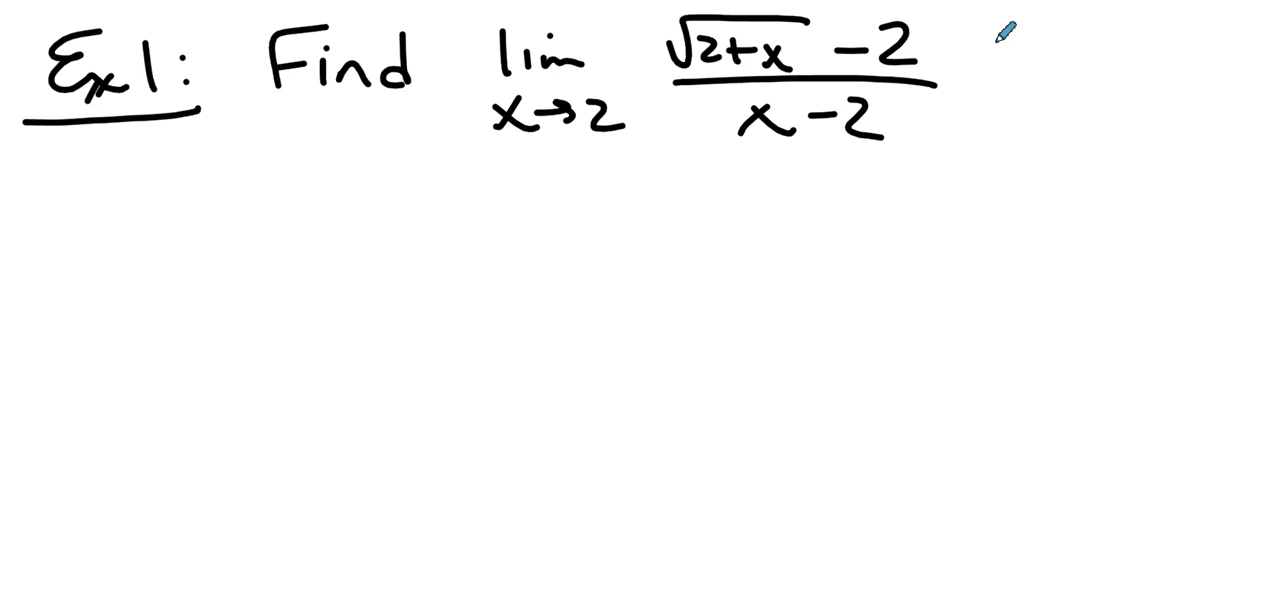 Ex 1: Find lim x→2 (√(2+x) - 2)/(x - 2)